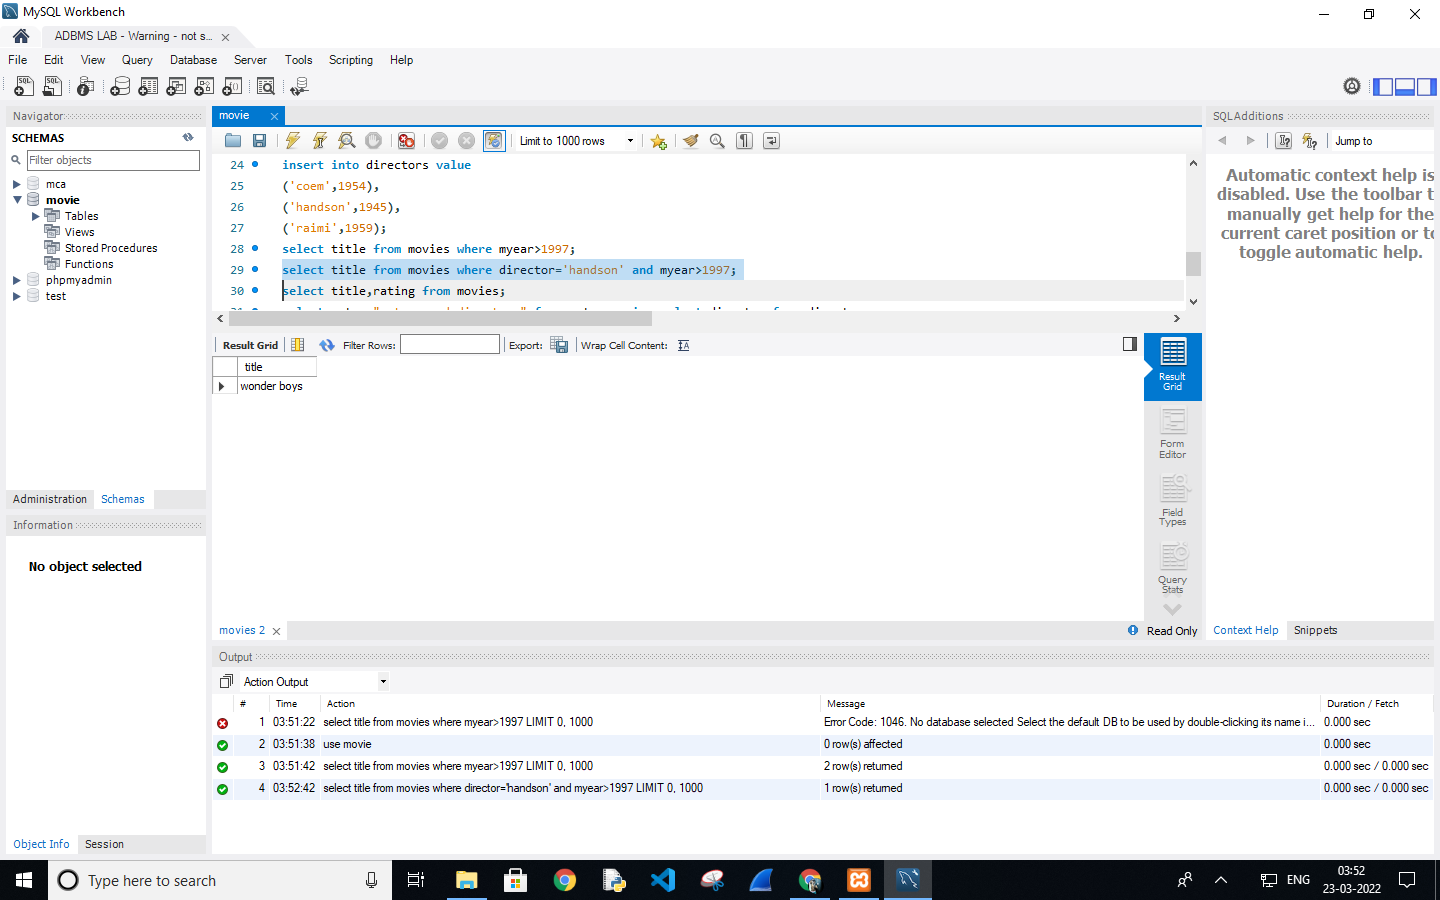 MySQL Workbench
ADBMS LAB - Warning - not s...
File Edit View Query Database Server Tools Scripting Help
Navigator
SCHEMAS
Filter objects
mca
movie
Tables
Views
Stored Procedures
Functions
phpmyadmin
test
Administration Schemas
Information
No object selected
Object Info Session
movie
Limit to 1000 rows
24 insert into directors value
25 ('coem',1954),
26 ('handson',1945),
27 ('raimi',1959);
28 select title from movies where myear>1997;
29 select title from movies where director='handson' and myear>1997;
30 select title,rating from movies;
Result Grid Filter Rows: Export: Wrap Cell Content:
title
wonder boys
Result Grid
Form Editor
Field Types
Query Stats
movies 2
Read Only
SQLAdditions
Jump to
Automatic context help is
disabled. Use the toolbar t
manually get help for the
current caret position or to
toggle automatic help.
Context Help Snippets
Output
Action Output
# Time Action Message Duration / Fetch
1 03:51:22 select title from movies where myear>1997 LIMIT 0, 1000 Error Code: 1046. No database selected Select the default DB to be used by double-clicking its name i... 0.000 sec
2 03:51:38 use movie 0 row(s) affected 0.000 sec
3 03:51:42 select title from movies where myear>1997 LIMIT 0, 1000 2 row(s) returned 0.000 sec / 0.000 sec
4 03:52:42 select title from movies where director='handson' and myear>1997 LIMIT 0, 1000 1 row(s) returned 0.000 sec / 0.000 sec
Type here to search
ENG
03:52
23-03-2022